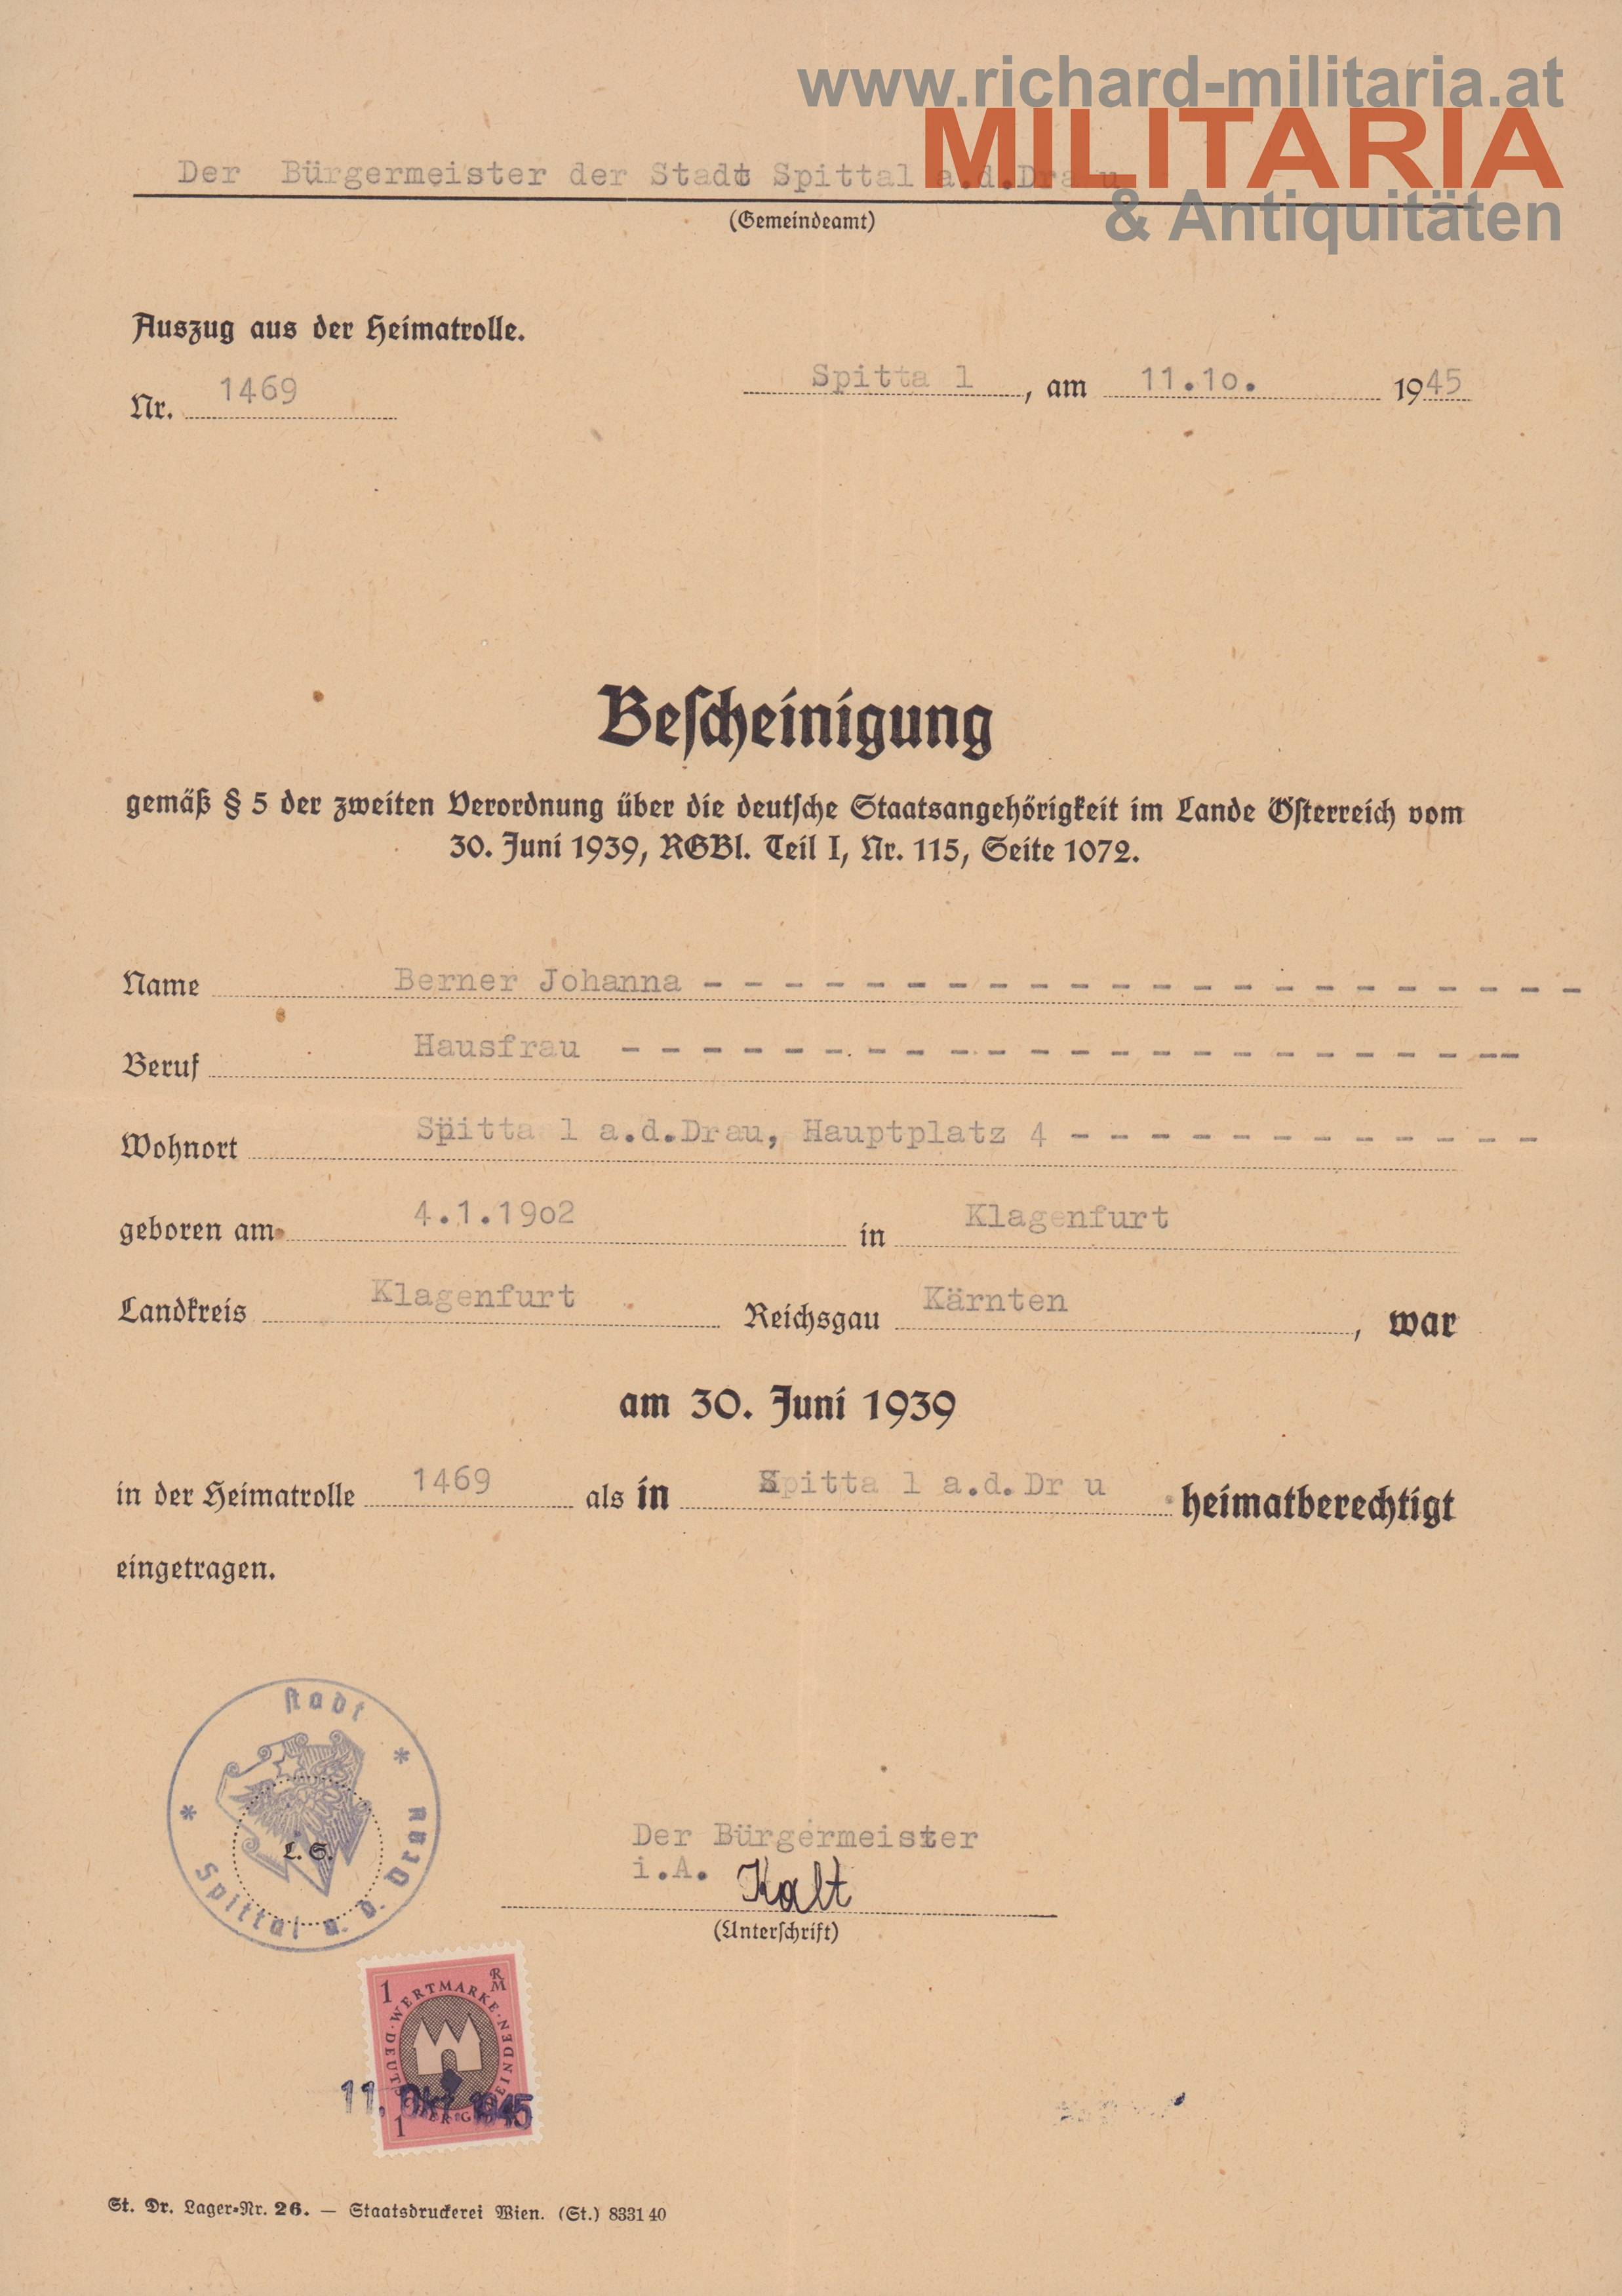 www.richard-militaria.at
MILITARIA
& Antiquitäten
Der Bürgermeister der Stadt Spittal a.d.Drau
(Gemeindeamt)
Auszug aus der Heimatrolle.
Nr. 1469
Spittal, am 11.10. 1945
Bescheinigung
gemäß § 5 der zweiten Verordnung über die deutsche Staatsangehörigkeit im Lande Österreich vom
30. Juni 1939, RGBl. Teil I, Nr. 115, Seite 1072.
Name Berner Johanna - - - - - - - - - - - - - - - - - - - - - -
Beruf Hausfrau - - - - - - - - - - - - - - - - - - - - - --
Wohnort Spittal a.d.Drau, Hauptplatz 4 - - - - - - - - - - - -
geboren am 4.1.1902 in Klagenfurt
Landkreis Klagenfurt Reichsgau Kärnten, war
am 30. Juni 1939
in der Heimatrolle 1469 als in Spittal a.d.Dr u heimatberechtigt
eingetragen.
Stadt
* Spittal a. d. Drau *
L. S.
Der Bürgermeister
i.A. Kalt
(Unterschrift)
1 RM
DEUTSCHER GEMEINDEN · WERTMARKE
1
11. Okt. 1945
St. Dr. Lager-Nr. 26. — Staatsdruckerei Wien. (St.) 8331 40